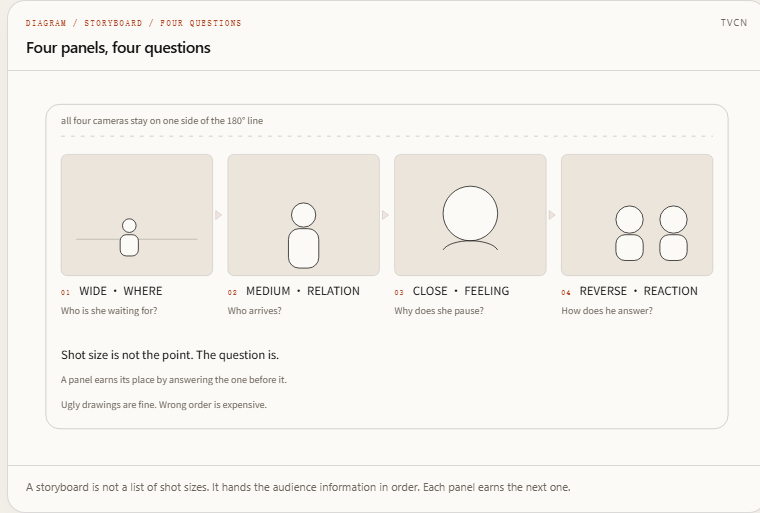 DIAGRAM / STORYBOARD / FOUR QUESTIONS
TVCN
Four panels, four questions
all four cameras stay on one side of the 180° line
01 WIDE • WHERE
Who is she waiting for?
02 MEDIUM • RELATION
Who arrives?
03 CLOSE • FEELING
Why does she pause?
04 REVERSE • REACTION
How does he answer?
Shot size is not the point. The question is.
A panel earns its place by answering the one before it.
Ugly drawings are fine. Wrong order is expensive.
A storyboard is not a list of shot sizes. It hands the audience information in order. Each panel earns the next one.